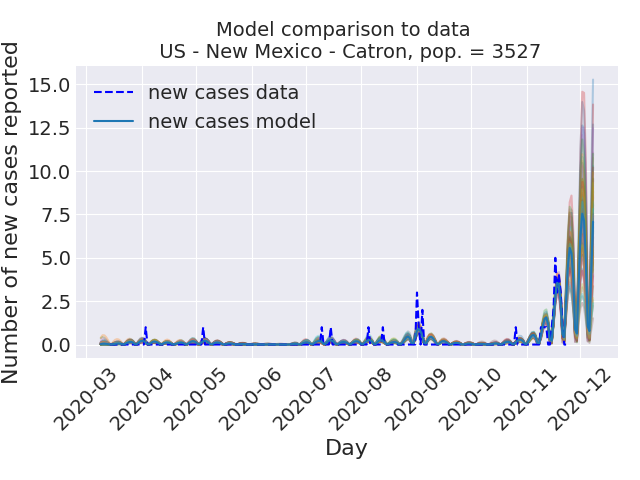 Model comparison to data
US - New Mexico - Catron, pop. = 3527
Number of new cases reported
15.0
12.5
10.0
7.5
5.0
2.5
0.0
new cases data
new cases model
2020-03
2020-04
2020-05
2020-06
2020-07
2020-08
2020-09
2020-10
2020-11
2020-12
Day